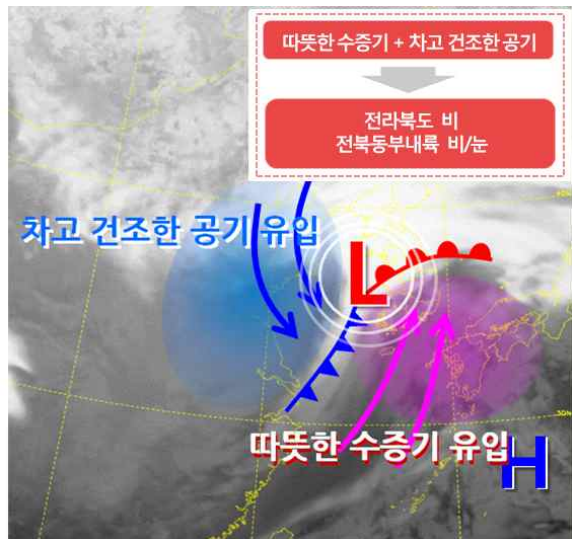 따뜻한 수증기 + 차고 건조한 공기
전라북도 비
전북동부내륙 비/눈
차고 건조한 공기 유입
L
따뜻한 수증기 유입
H